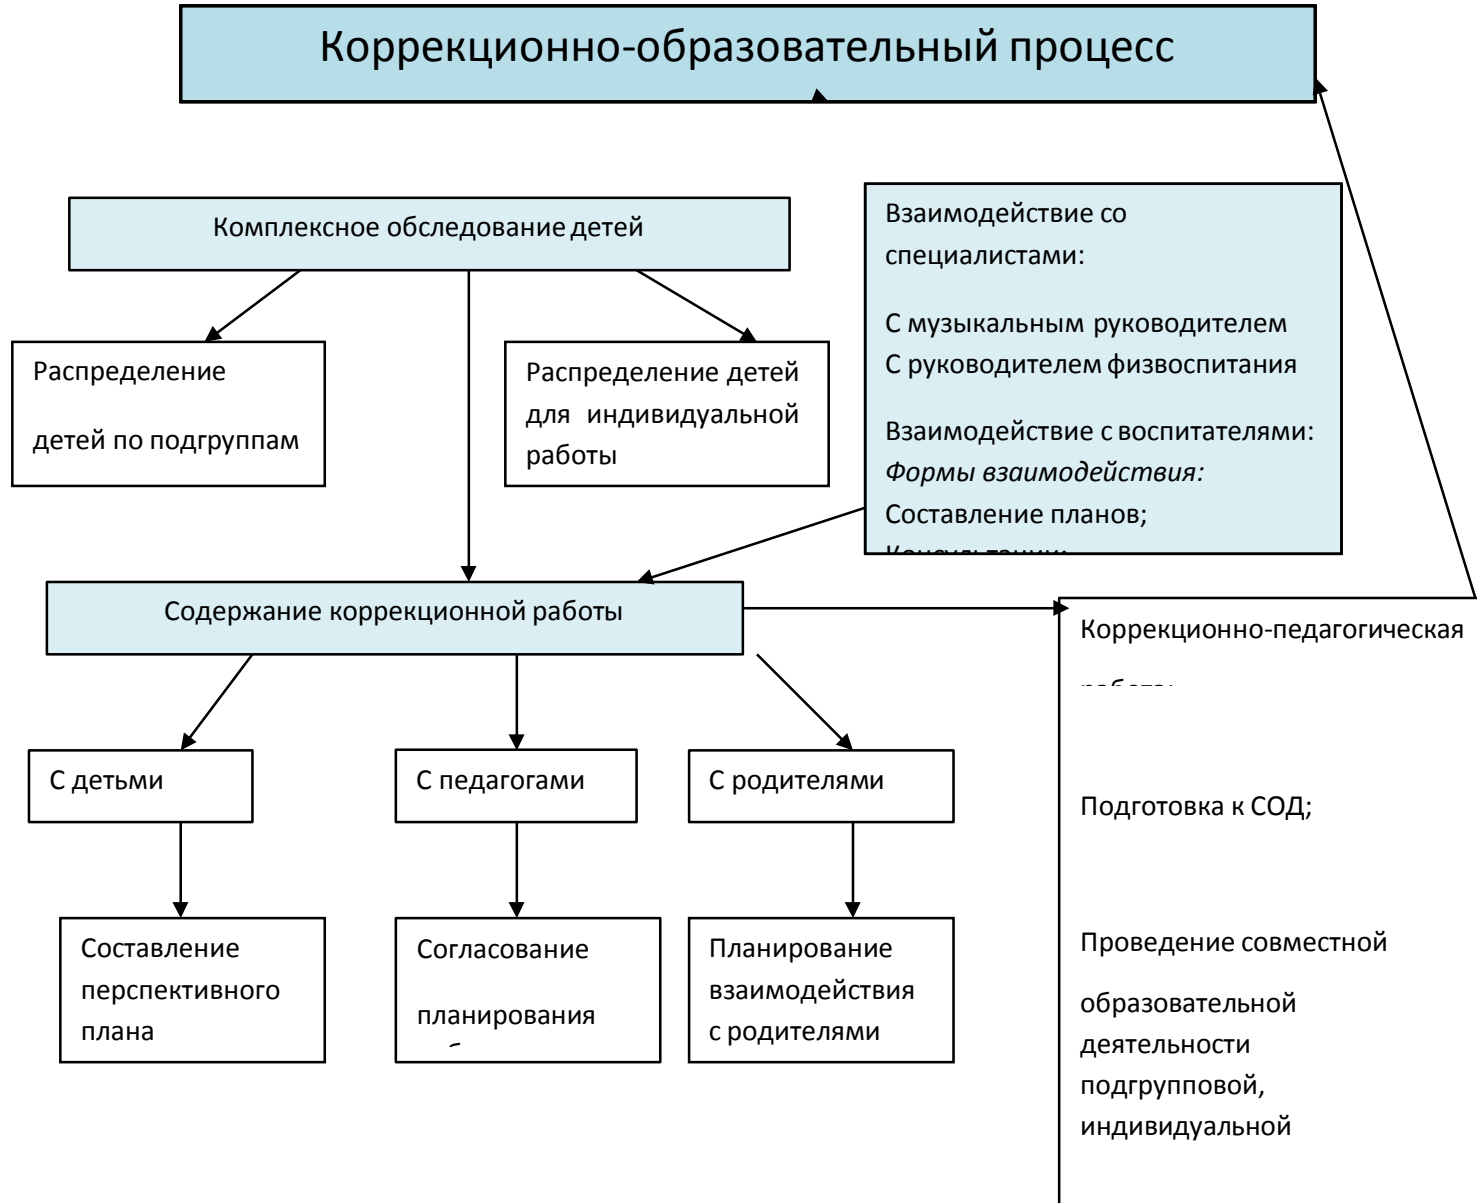 Коррекционно-образовательный процесс
Комплексное обследование детей
Распределение
детей по подгруппам
Распределение детей
для индивидуальной
работы
Взаимодействие со
специалистами:
С музыкальным руководителем
С руководителем физвоспитания
Взаимодействие с воспитателями:
Формы взаимодействия:
Составление планов;
Консультации;
Содержание коррекционной работы
С детьми
С педагогами
С родителями
Составление
перспективного
плана
Согласование
планирования
Планирование
взаимодействия
с родителями
Коррекционно-педагогическая
Подготовка к СОД;
Проведение совместной
образовательной
деятельности
подгрупповой,
индивидуальной